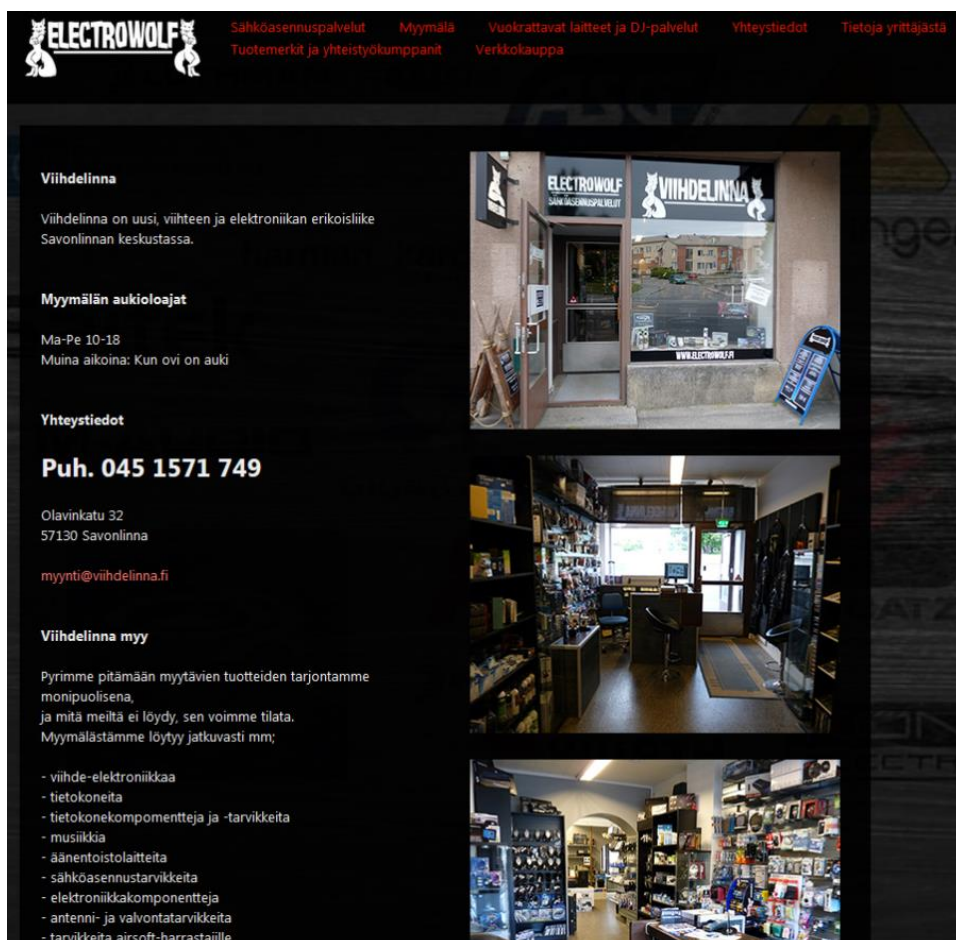 ELECTROWOLF
Sähköasennuspalvelut Myymälä Vuokrattavat laitteet ja DJ-palvelut Yhteystiedot Tietoja yrittäjästä
Tuotemerkit ja yhteistyökumppanit Verkkokauppa
Viihdelinna
Viihdelinna on uusi, viihteen ja elektroniikan erikoisliike
Savonlinnan keskustassa.
Myymälän aukioloajat
Ma-Pe 10-18
Muina aikoina: Kun ovi on auki
Yhteystiedot
Puh. 045 1571 749
Olavinkatu 32
57130 Savonlinna
myynti@viihdelinna.fi
Viihdelinna myy
Pyrimme pitämään myytävien tuotteiden tarjontamme
monipuolisena,
ja mitä meiltä ei löydy, sen voimme tilata.
Myymälästämme löytyy jatkuvasti mm;
- viihde-elektroniikkaa
- tietokoneita
- tietokonekompomentteja ja -tarvikkeita
- musiikkia
- äänentoistolaitteita
- sähköasennustarvikkeita
- elektroniikkakomponentteja
- antenni- ja valvontatarvikkeita
- tarvikkeita airsoft-harrastajille
ELECTROWOLF
SÄHKÖASENNUSPALVELUT
VIIHDELINNA
WWW.ELECTROWOLF.FI